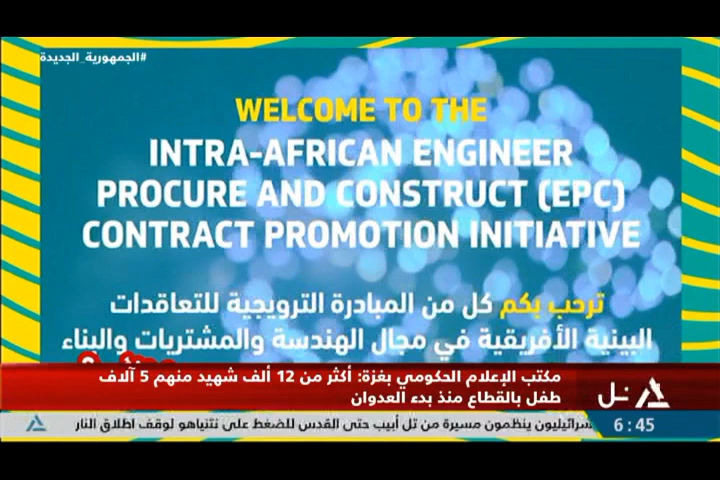 #الجمهورية_الجديدة
WELCOME TO THE
INTRA-AFRICAN ENGINEER
PROCURE AND CONSTRUCT (EPC)
CONTRACT PROMOTION INITIATIVE
ترحب بكم كل من المبادرة الترويجية للتعاقدات
البينية الأفريقية في مجال الهندسة والمشتريات والبناء
مكتب الإعلام الحكومي بغزة: أكثر من 12 ألف شهيد منهم 5 آلاف
طفل بالقطاع منذ بدء العدوان
6:45
سرائيليون ينظمون مسيرة من تل أبيب حتى القدس للضغط على نتنياهو لوقف اطلاق النار